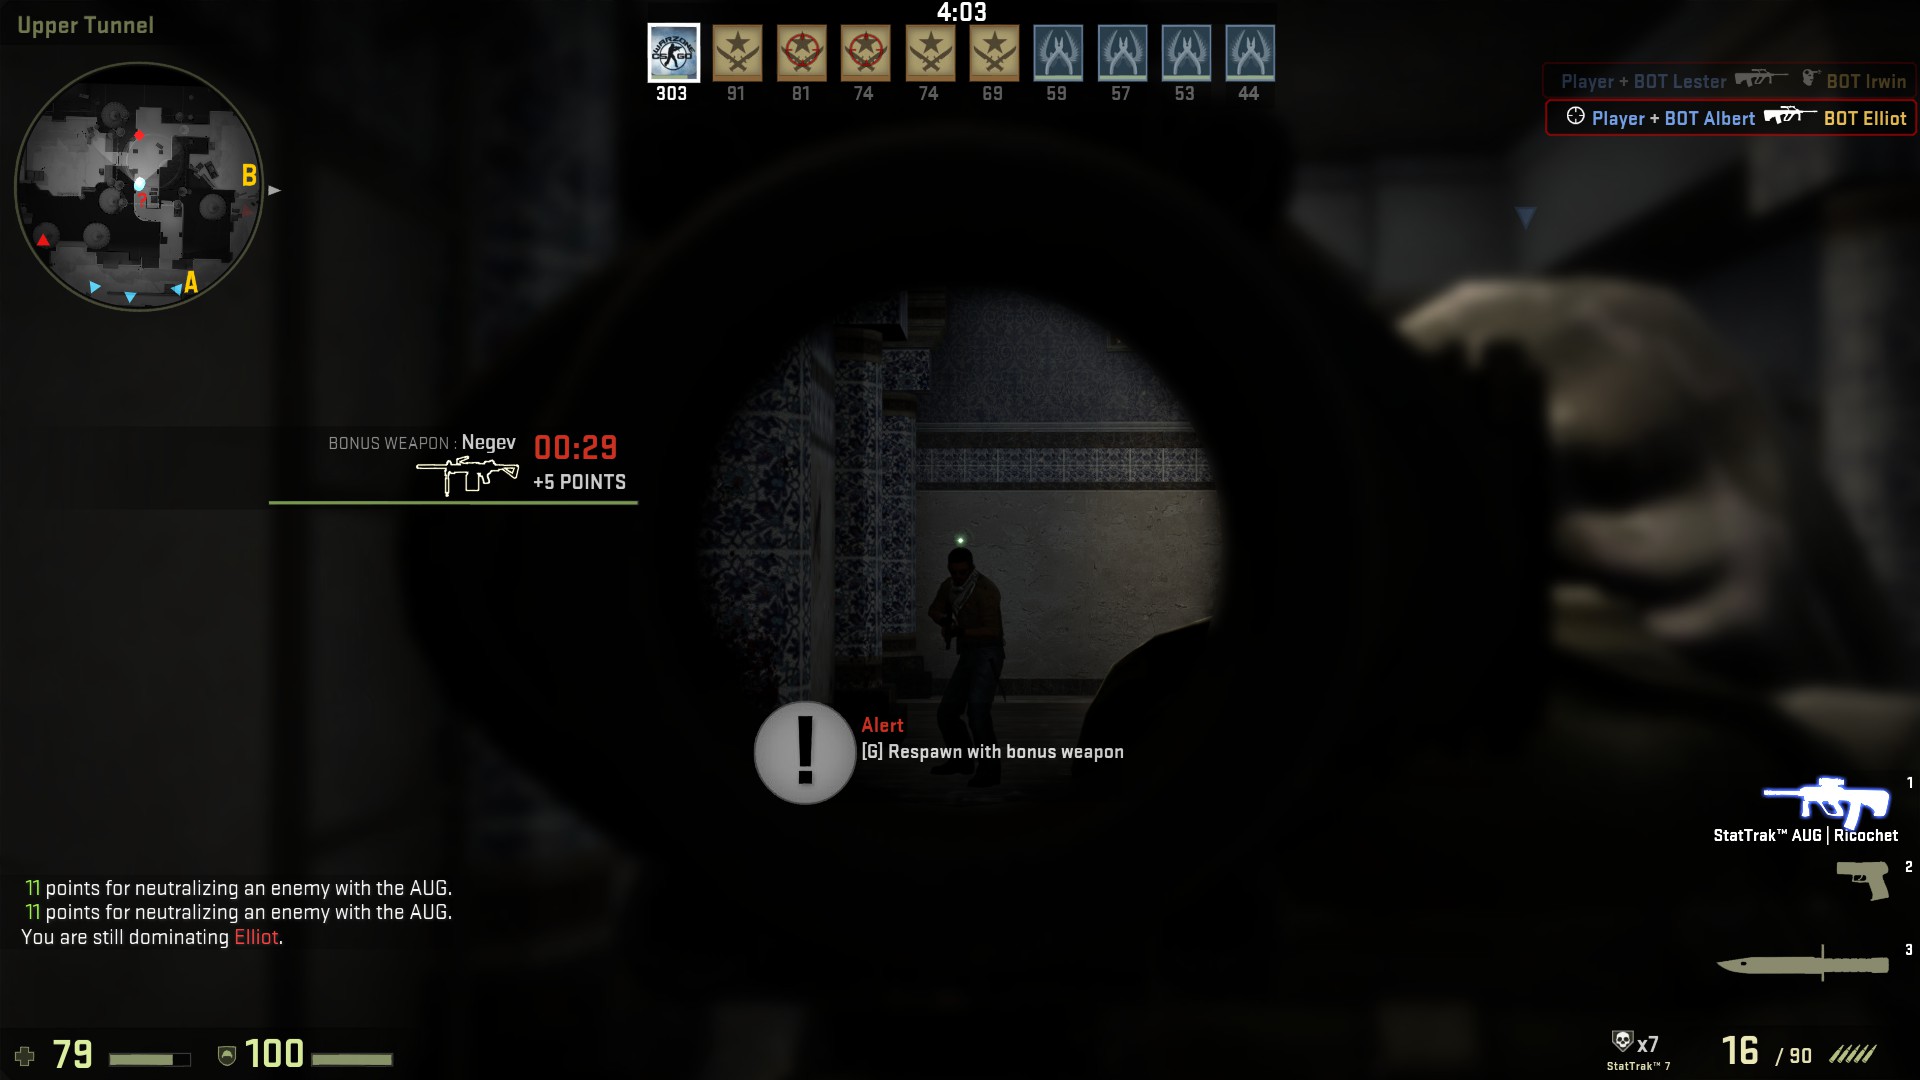 Upper Tunnel
4:03
WARZONE
CS:GO
303 91 81 74 74 69 59 57 53 44
Player + BOT Lester BOT Irwin
Player + BOT Albert BOT Elliot
B
A
BONUS WEAPON : Negev 00:29
+5 POINTS
!
Alert
[G] Respawn with bonus weapon
1
StatTrak™ AUG | Ricochet
2
3
11 points for neutralizing an enemy with the AUG.
11 points for neutralizing an enemy with the AUG.
You are still dominating Elliot.
79 100
x7
StatTrak™ 7
16 / 90